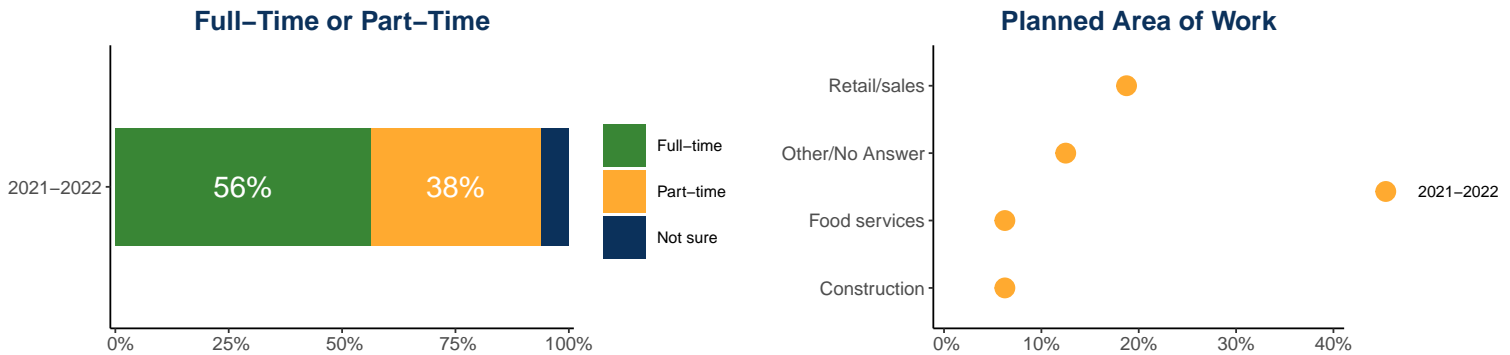 Full−Time or Part−Time
2021−2022
56%
38%
Full−time
Part−time
Not sure
0%
25%
50%
75%
100%
Planned Area of Work
Retail/sales
Other/No Answer
Food services
Construction
2021−2022
0%
10%
20%
30%
40%